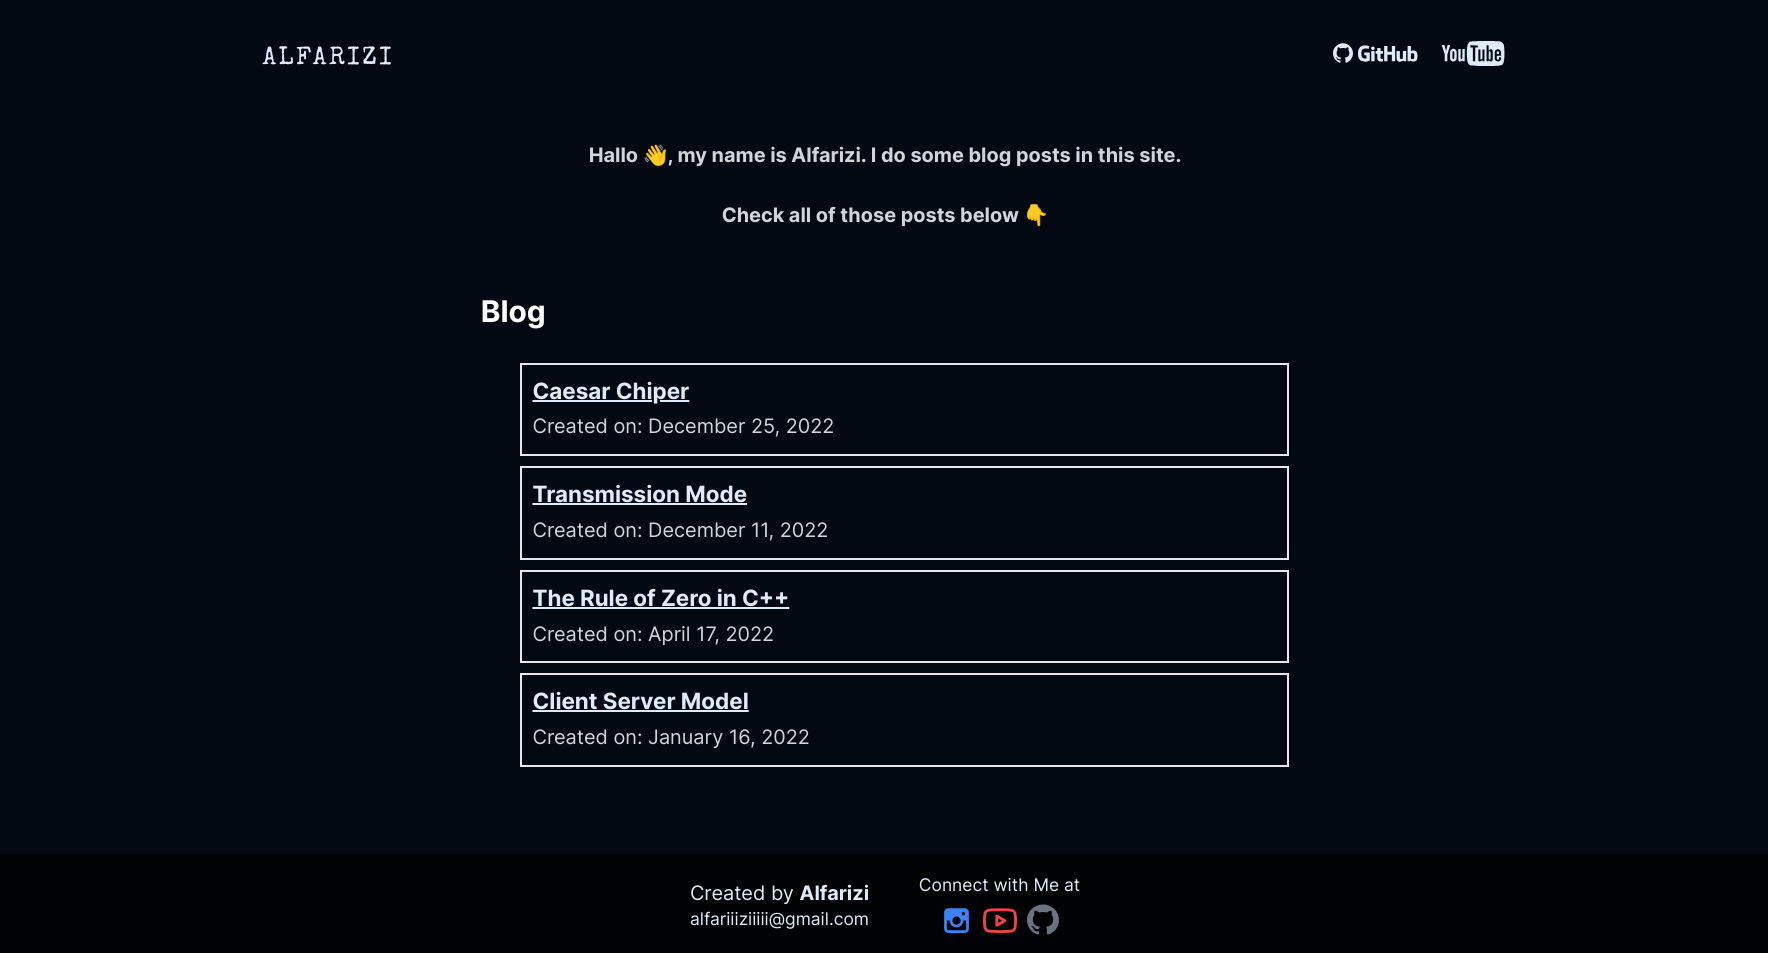 ALFARIZI
GitHub
YouTube
Hallo 👋, my name is Alfarizi. I do some blog posts in this site.
Check all of those posts below 👇
Blog
Caesar Chiper
Created on: December 25, 2022
Transmission Mode
Created on: December 11, 2022
The Rule of Zero in C++
Created on: April 17, 2022
Client Server Model
Created on: January 16, 2022
Created by Alfarizi
alfariiiziiiii@gmail.com
Connect with Me at